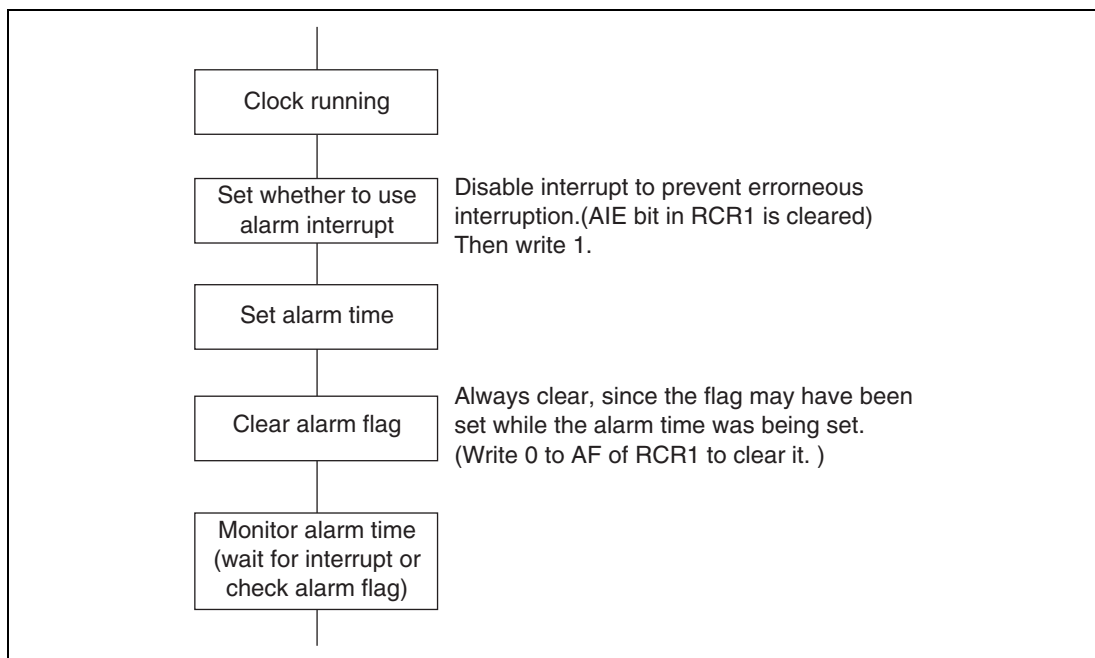 Clock running
Set whether to use
alarm interrupt
Disable interrupt to prevent errorneous
interruption.(AIE bit in RCR1 is cleared)
Then write 1.
Set alarm time
Clear alarm flag
Always clear, since the flag may have been
set while the alarm time was being set.
(Write 0 to AF of RCR1 to clear it. )
Monitor alarm time
(wait for interrupt or
check alarm flag)